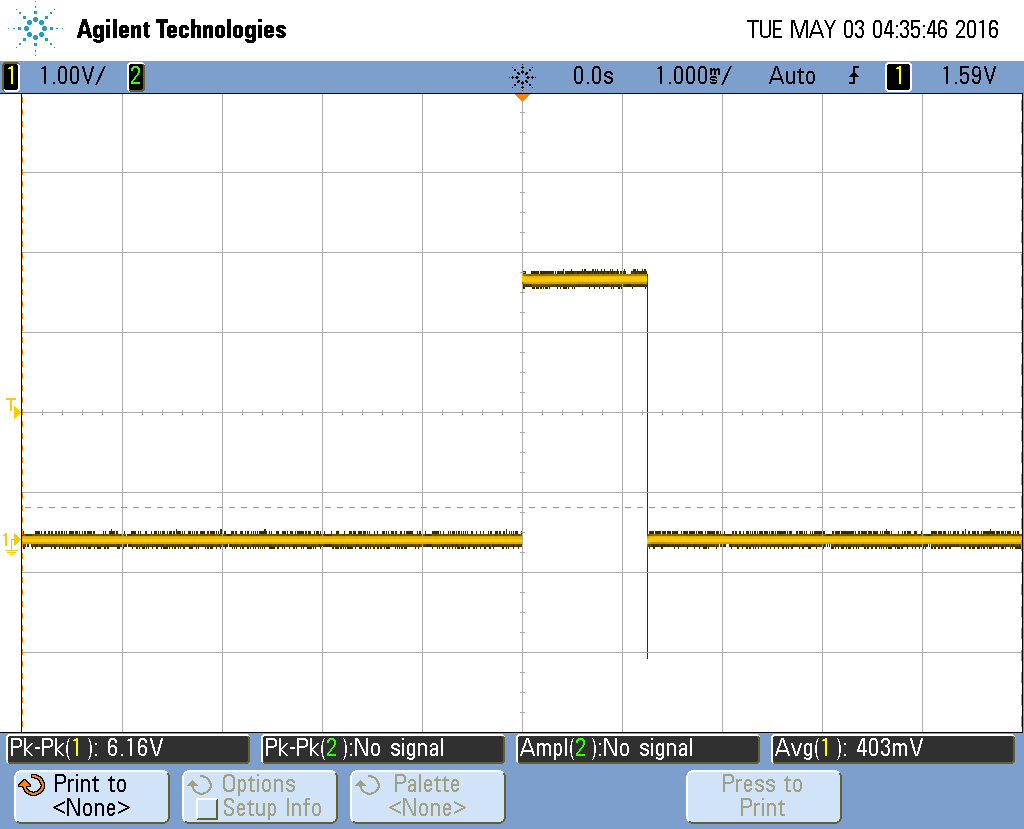 Agilent Technologies
TUE MAY 03 04:35:46 2016
1 1.00V/ 2 0.0s 1.000ms/ Auto 1 1.59V
T
1
Pk-Pk(1): 6.16V Pk-Pk(2):No signal Ampl(2):No signal Avg(1): 403mV
Print to Options Palette Press to
<None> Setup Info <None> Print